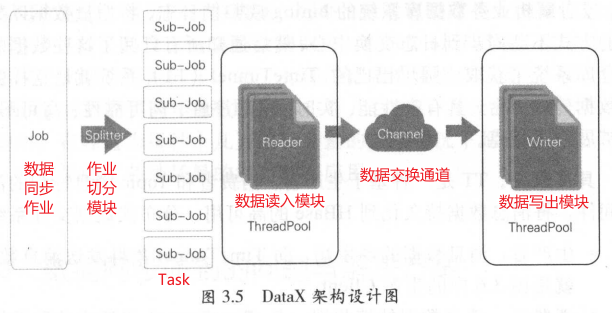 Job
数据
同步
作业
Splitter
作业
切分
模块
Sub-Job
Sub-Job
Sub-Job
Sub-Job
Sub-Job
Sub-Job
Sub-Job
Sub-Job
Task
Reader
数据读入模块
ThreadPool
Channel
数据交换通道
Writer
数据写出模块
ThreadPool
图 3.5 DataX 架构设计图